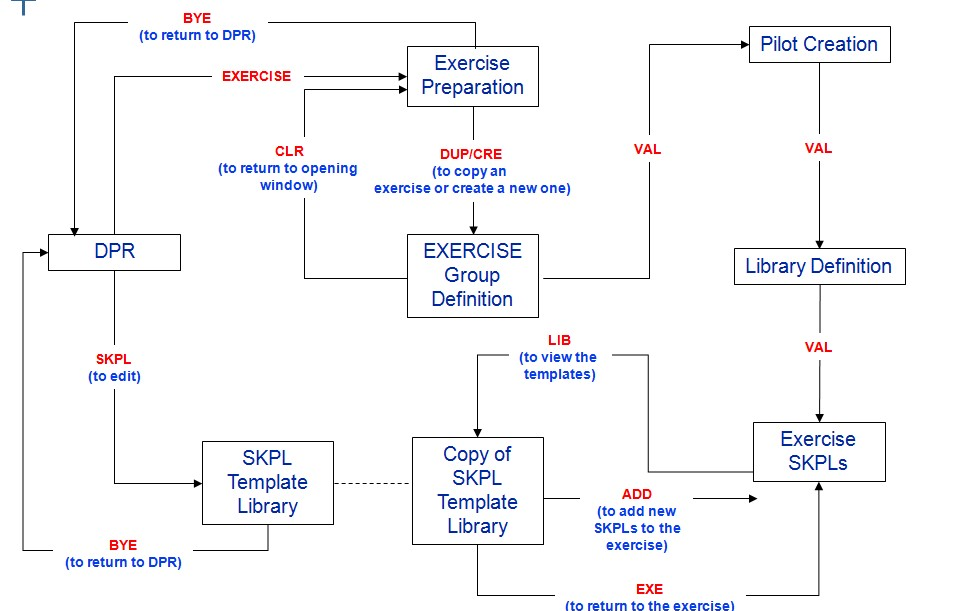 BYE
(to return to DPR)
EXERCISE
Exercise
Preparation
Pilot Creation
CLR
(to return to opening
window)
DUP/CRE
(to copy an
exercise or create a new one)
VAL
VAL
DPR
EXERCISE
Group
Definition
Library Definition
SKPL
(to edit)
LIB
(to view the
templates)
VAL
SKPL
Template
Library
Copy of
SKPL
Template
Library
Exercise
SKPLs
ADD
(to add new
SKPLs to the
exercise)
BYE
(to return to DPR)
EXE
(to return to the exercise)